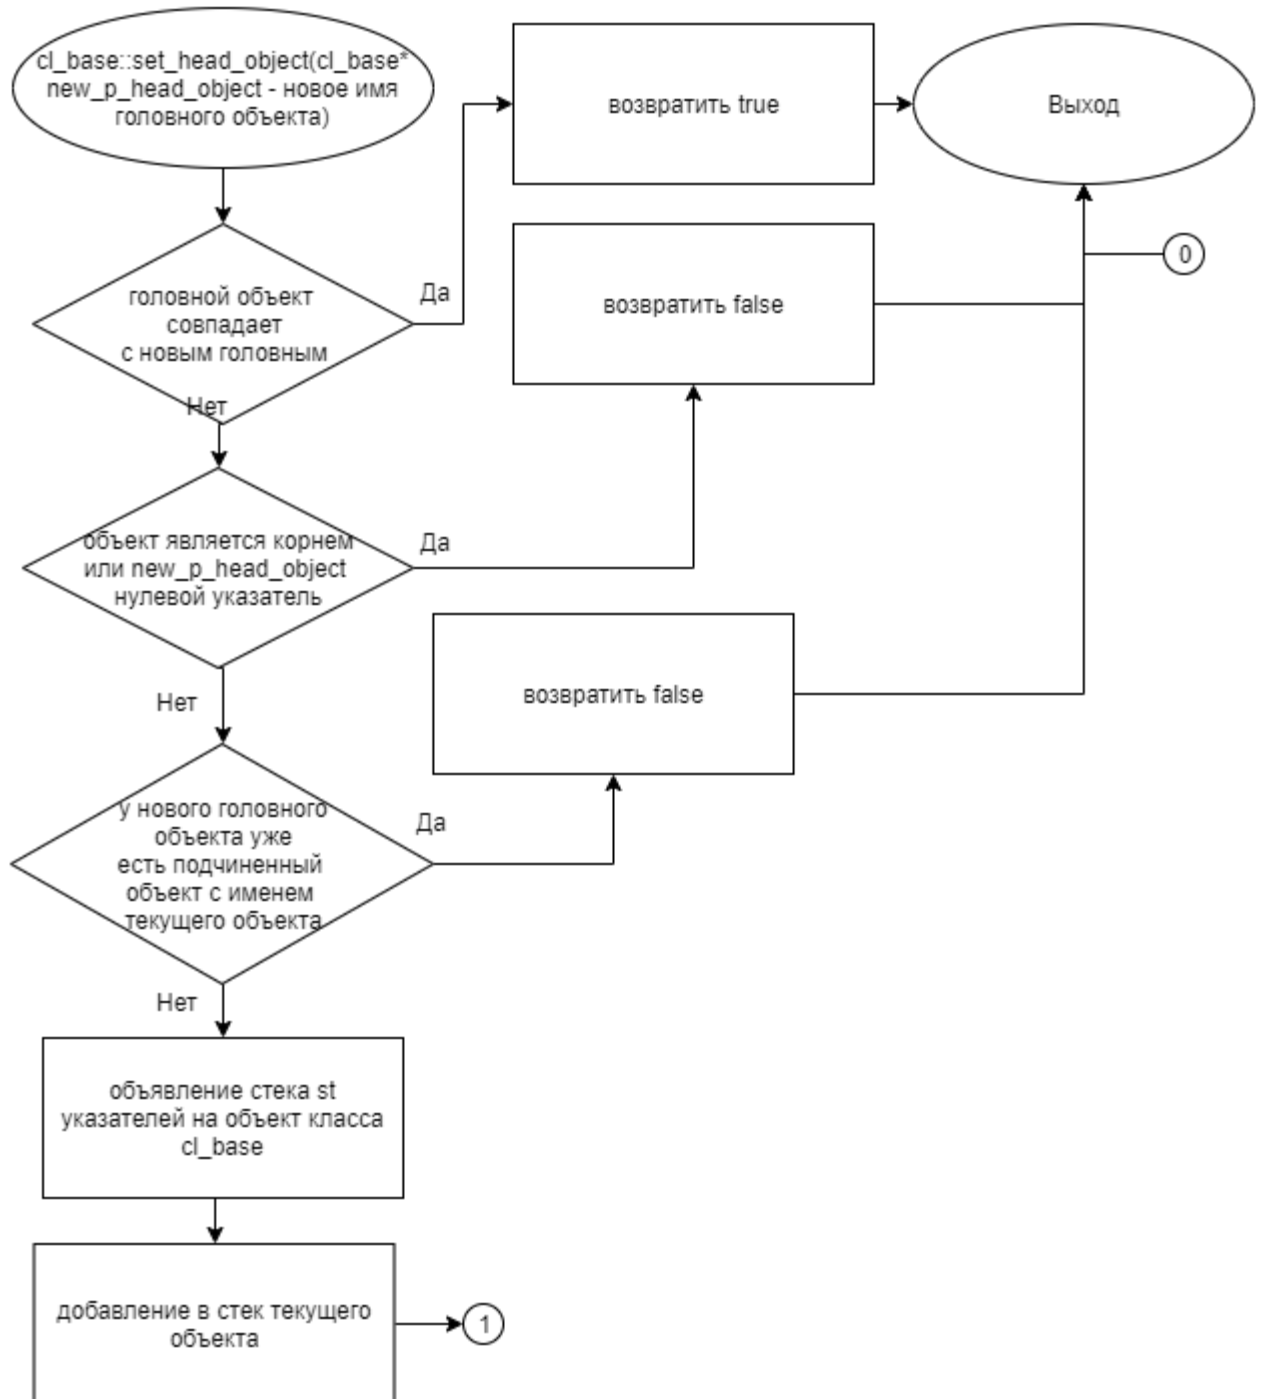 cl_base::set_head_object(cl_base*
new_p_head_object - новое имя
головного объекта)
возвратить true
Выход
0
Да
головной объект
совпадает
с новым головным
возвратить false
Нет
объект является корнем
или new_p_head_object
нулевой указатель
Да
Нет
возвратить false
у нового головного
объекта уже
есть подчиненный
объект с именем
текущего объекта
Да
Нет
объявление стека st
указателей на объект класса
cl_base
добавление в стек текущего
объекта
1